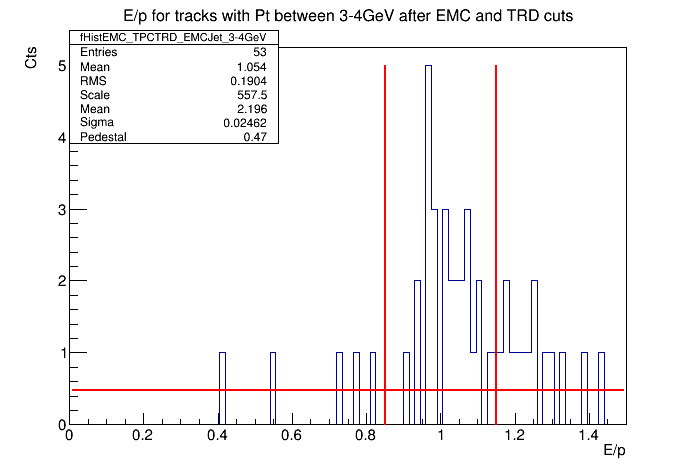 E/p for tracks with Pt between 3-4GeV after EMC and TRD cuts
fHistEMC_TPCTRD_EMCJet_3-4GeV
Entries 53
Mean 1.054
RMS 0.1904
Scale 557.5
Mean 2.196
Sigma 0.02462
Pedestal 0.47
Cts
5
4
3
2
1
0
0 0.2 0.4 0.6 0.8 1 1.2 1.4
E/p